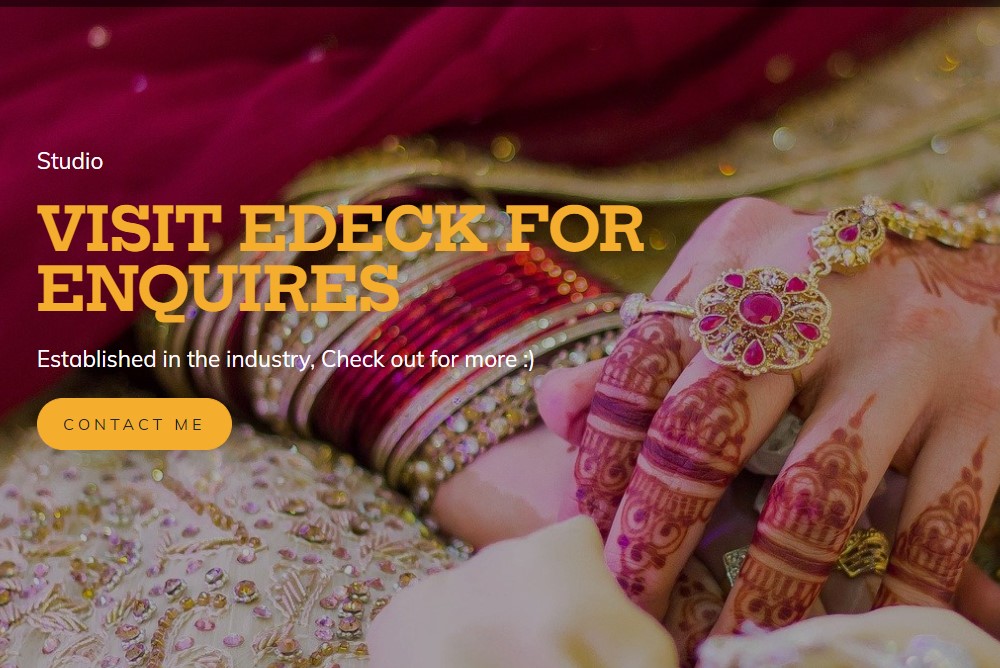 Studio
VISIT EDECK FOR
ENQUIRES
Established in the industry, Check out for more :)
CONTACT ME